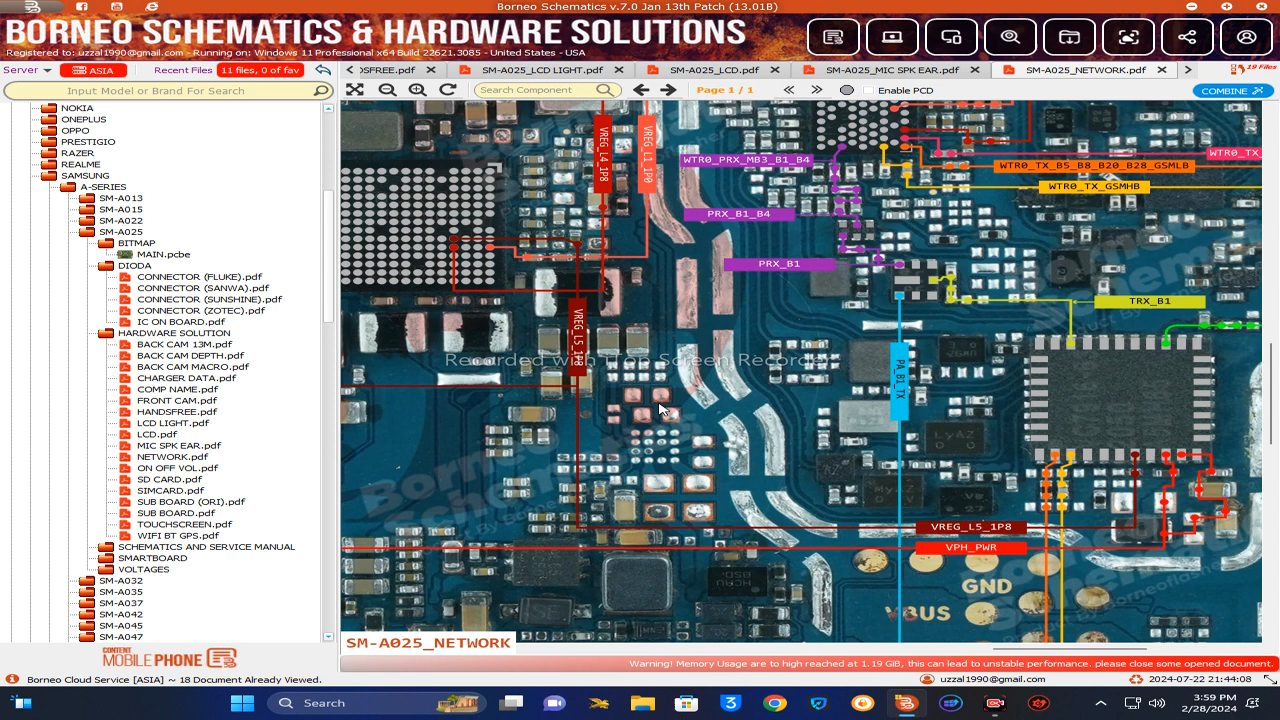 Borneo Schematics v.7.0 Jan 13th Patch (13.01B)
BORNEO SCHEMATICS & HARDWARE SOLUTIONS
Registered to: uzzal1990@gmail.com - Running on: Windows 11 Professional x64 Build 22621.3085 - United States - USA
Server
ASIA
Recent Files
11 files, 0 of fav
DSFREE.pdf
SM-A025_LCD LIGHT.pdf
SM-A025_LCD.pdf
SM-A025_MIC SPK EAR.pdf
SM-A025_NETWORK.pdf
19 Files
Input Model or Brand For Search
Search Component
Page 1 / 1
Enable PCD
COMBINE
NOKIA
ONEPLUS
OPPO
PRESTIGIO
RAZER
REALME
SAMSUNG
A-SERIES
SM-A013
SM-A015
SM-A022
SM-A025
BITMAP
MAIN.pcbe
DIODA
CONNECTOR (FLUKE).pdf
CONNECTOR (SANWA).pdf
CONNECTOR (SUNSHINE).pdf
CONNECTOR (ZOTEC).pdf
IC ON BOARD.pdf
HARDWARE SOLUTION
BACK CAM 13M.pdf
BACK CAM DEPTH.pdf
BACK CAM MACRO.pdf
CHARGER DATA.pdf
COMP NAME.pdf
FRONT CAM.pdf
HANDSFREE.pdf
LCD LIGHT.pdf
LCD.pdf
MIC SPK EAR.pdf
NETWORK.pdf
ON OFF VOL.pdf
SD CARD.pdf
SIMCARD.pdf
SUB BOARD (ORI).pdf
SUB BOARD.pdf
TOUCHSCREEN.pdf
WIFI BT GPS.pdf
SCHEMATICS AND SERVICE MANUAL
SMARTBOARD
VOLTAGES
SM-A032
SM-A035
SM-A037
SM-A042
SM-A045
SM-A047
VREG_L4_1P8
VREG_L1_1P0
WTR0_PRX_MB3_B1_B4
WTR0_TX_
WTR0_TX_B5_B8_B20_B28_GSMLB
WTR0_TX_GSMHB
PRX_B1_B4
PRX_B1
TRX_B1
VREG_L5_1P8
Recorded with iTop Screen Recorder
PA_B1_TX
LyAZ
VREG_L5_1P8
VPH_PWR
GND
VBUS
SM-A025_NETWORK
CONTENT
MOBILE PHONE
Warning! Memory Usage are to high reached at 1.19 GiB, this can lead to unstable performance. please close some opened document.
Borneo Cloud Service [ASIA] ~ 18 Document Already Viewed.
uzzal1990@gmail.com
2024-07-22 21:44:08
Search
3:59 PM
2/28/2024